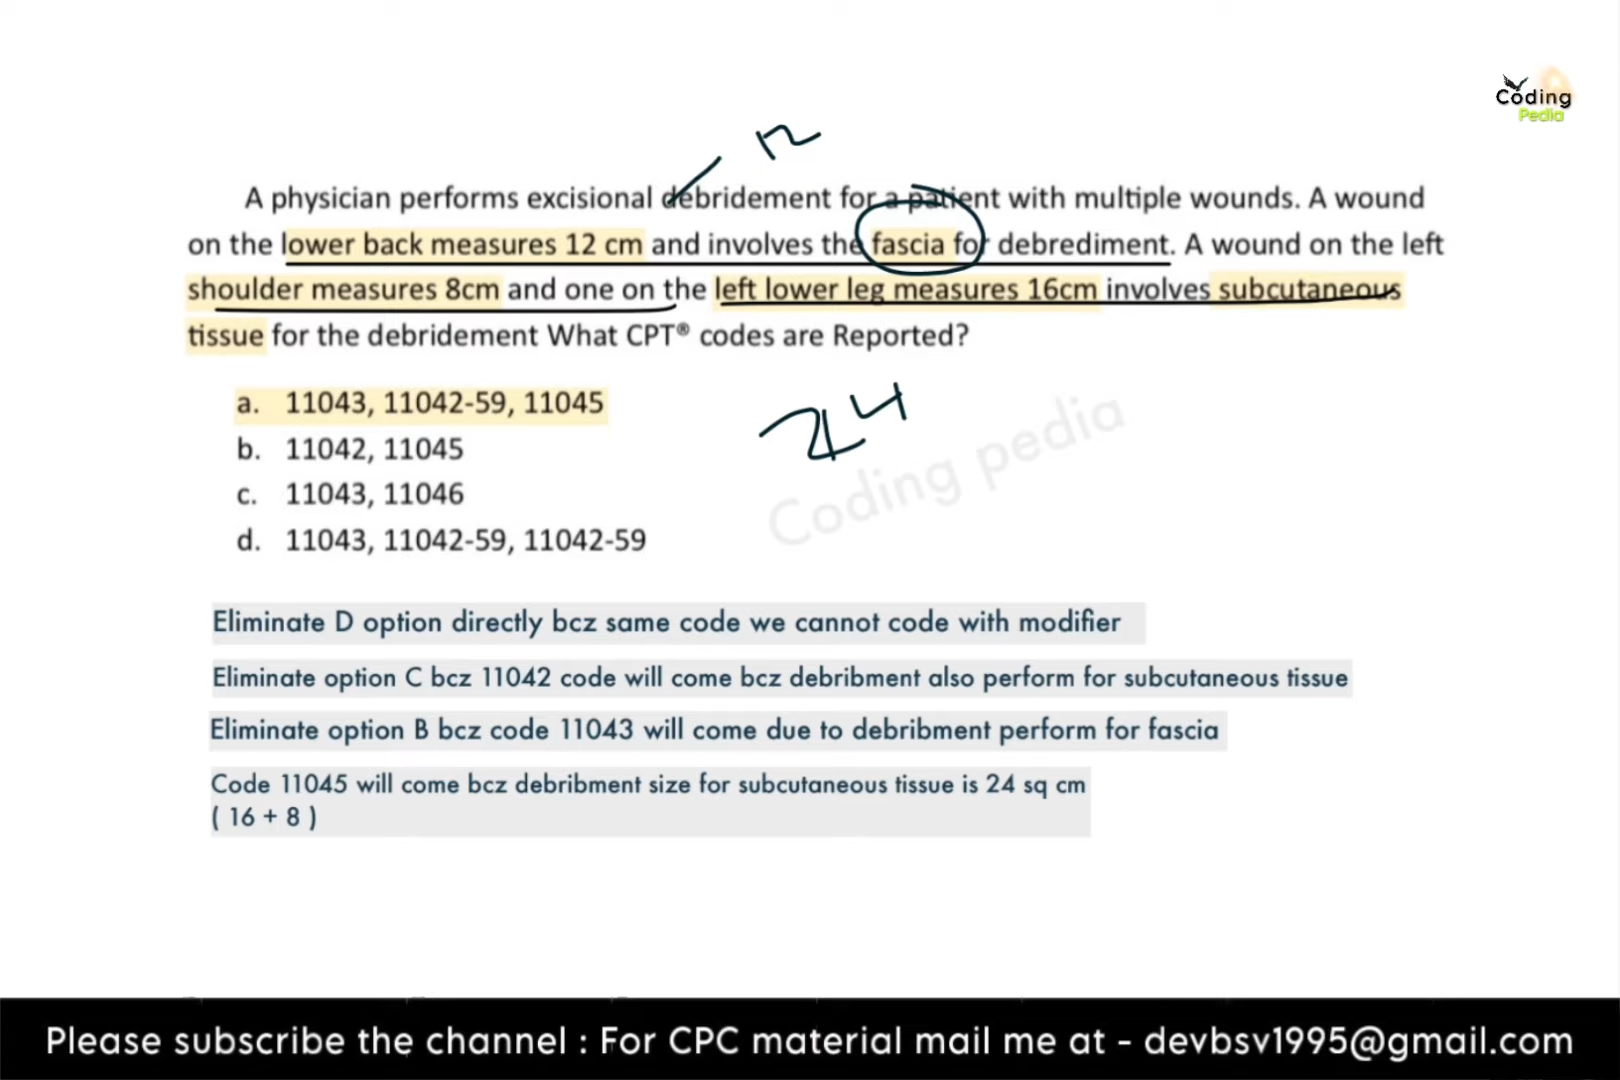 Coding
Pedia
12
A physician performs excisional debridement for a patient with multiple wounds. A wound
on the lower back measures 12 cm and involves the fascia for debrediment. A wound on the left
shoulder measures 8cm and one on the left lower leg measures 16cm involves subcutaneous
tissue for the debridement What CPT® codes are Reported?
a. 11043, 11042-59, 11045
b. 11042, 11045
c. 11043, 11046
d. 11043, 11042-59, 11042-59
24
Coding pedia
Eliminate D option directly bcz same code we cannot code with modifier
Eliminate option C bcz 11042 code will come bcz debribment also perform for subcutaneous tissue
Eliminate option B bcz code 11043 will come due to debribment perform for fascia
Code 11045 will come bcz debribment size for subcutaneous tissue is 24 sq cm
( 16 + 8 )
Please subscribe the channel : For CPC material mail me at - devbsv1995@gmail.com